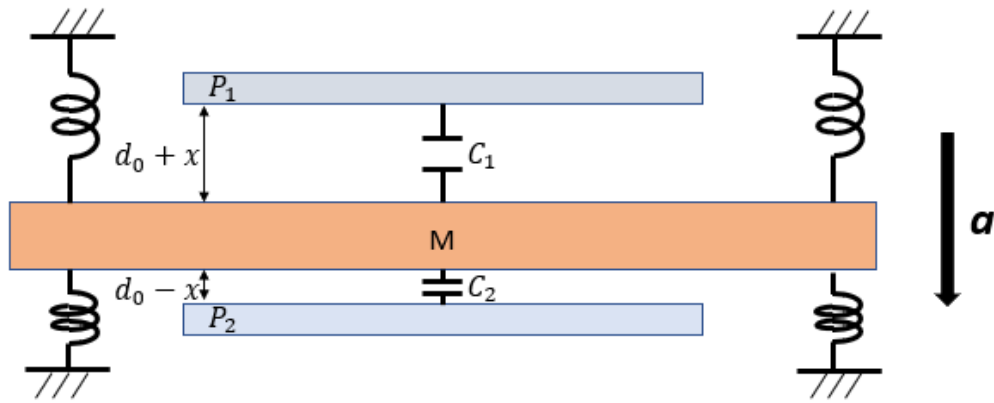 P₁
d₀ + x
C₁
M
a
d₀ − x
C₂
P₂